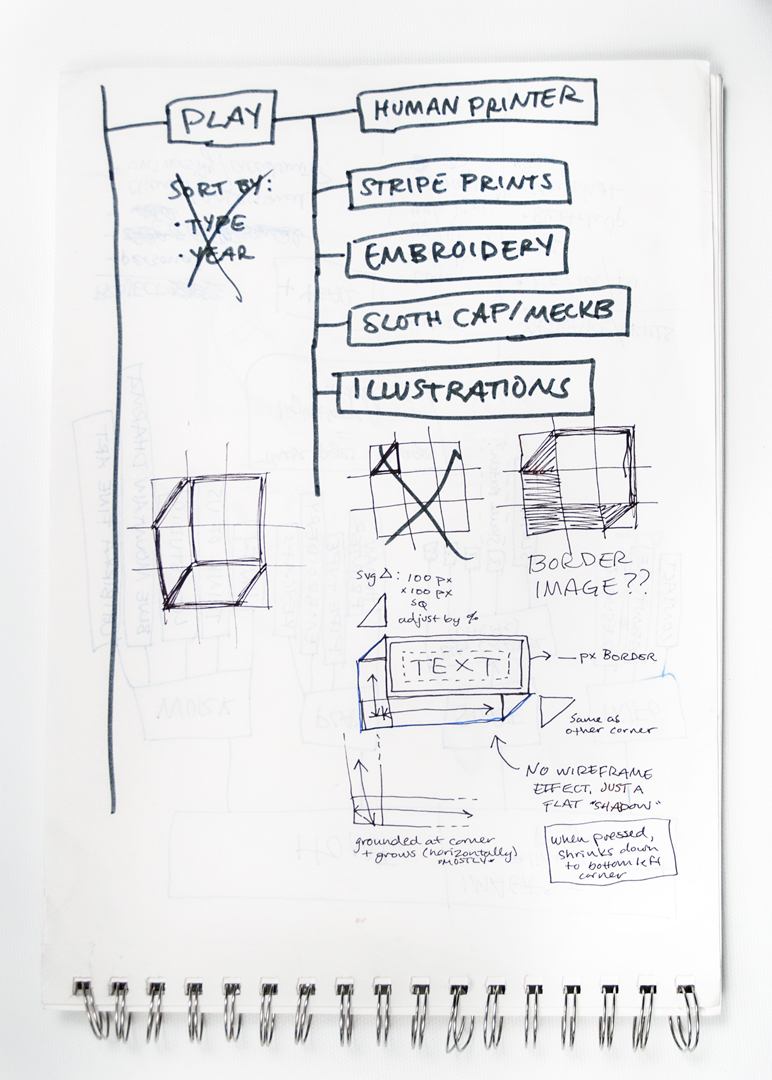 PLAY
HUMAN PRINTER
SORT BY:
• TYPE
• YEAR
STRIPE PRINTS
EMBROIDERY
SLOTH CAP/MECKB
ILLUSTRATIONS
BORDER
IMAGE??
svg △: 100 px
x 100 px
SQ
adjust by %
TEXT
px BORDER
Same as
other corner
NO WIREFRAME
EFFECT, JUST A
FLAT "SHADOW"
grounded at corner
+ grows (horizontally)
*MOSTLY*
when pressed,
shrinks down
to bottom left
corner